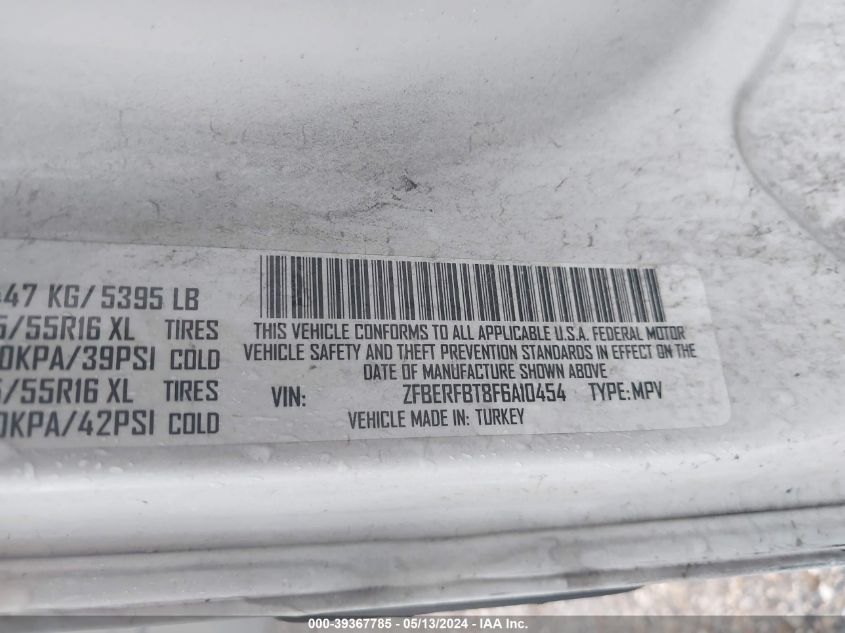 47 KG/5395 LB
/55R16 XL TIRES
0KPA/39PSI COLD
/55R16 XL TIRES
0KPA/42PSI COLD
THIS VEHICLE CONFORMS TO ALL APPLICABLE U.S.A. FEDERAL MOTOR
VEHICLE SAFETY AND THEFT PREVENTION STANDARDS IN EFFECT ON THE
DATE OF MANUFACTURE SHOWN ABOVE
VIN: ZFBERFBT8F6A10454 TYPE:MPV
VEHICLE MADE IN: TURKEY
000-39367785 - 05/13/2024 - IAA Inc.